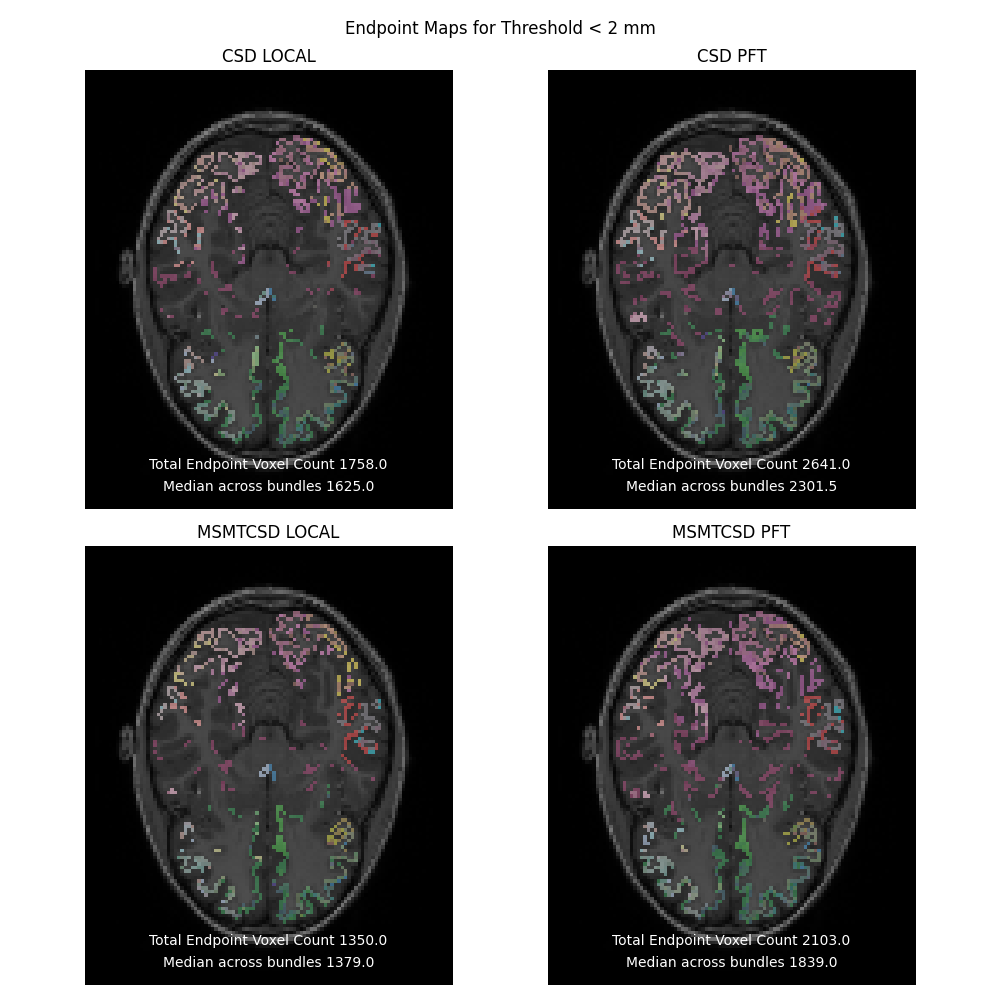 Endpoint Maps for Threshold < 2 mm
CSD LOCAL
CSD PFT
Total Endpoint Voxel Count 1758.0
Median across bundles 1625.0
Total Endpoint Voxel Count 2641.0
Median across bundles 2301.5
MSMTCSD LOCAL
MSMTCSD PFT
Total Endpoint Voxel Count 1350.0
Median across bundles 1379.0
Total Endpoint Voxel Count 2103.0
Median across bundles 1839.0